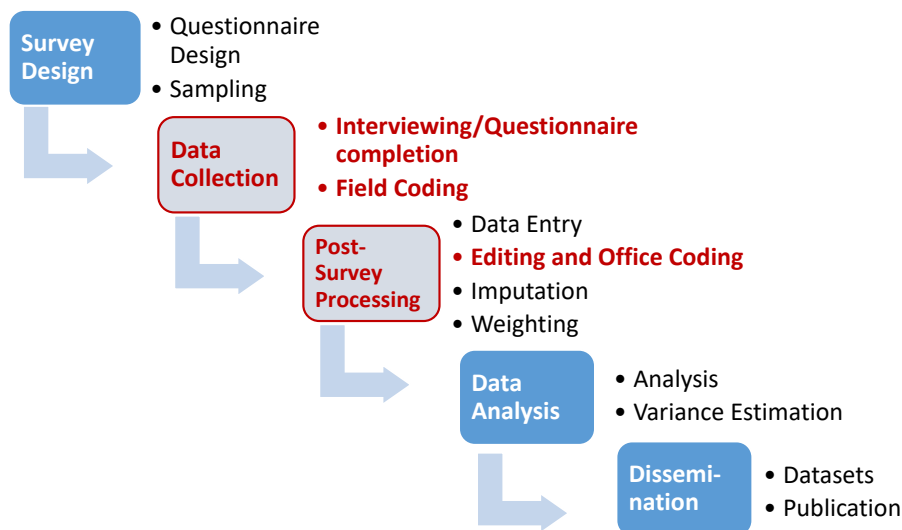 Survey
Design
• Questionnaire
Design
• Sampling
Data
Collection
• Interviewing/Questionnaire
completion
• Field Coding
Post-
Survey
Processing
• Data Entry
• Editing and Office Coding
• Imputation
• Weighting
Data
Analysis
• Analysis
• Variance Estimation
Dissemi-
nation
• Datasets
• Publication